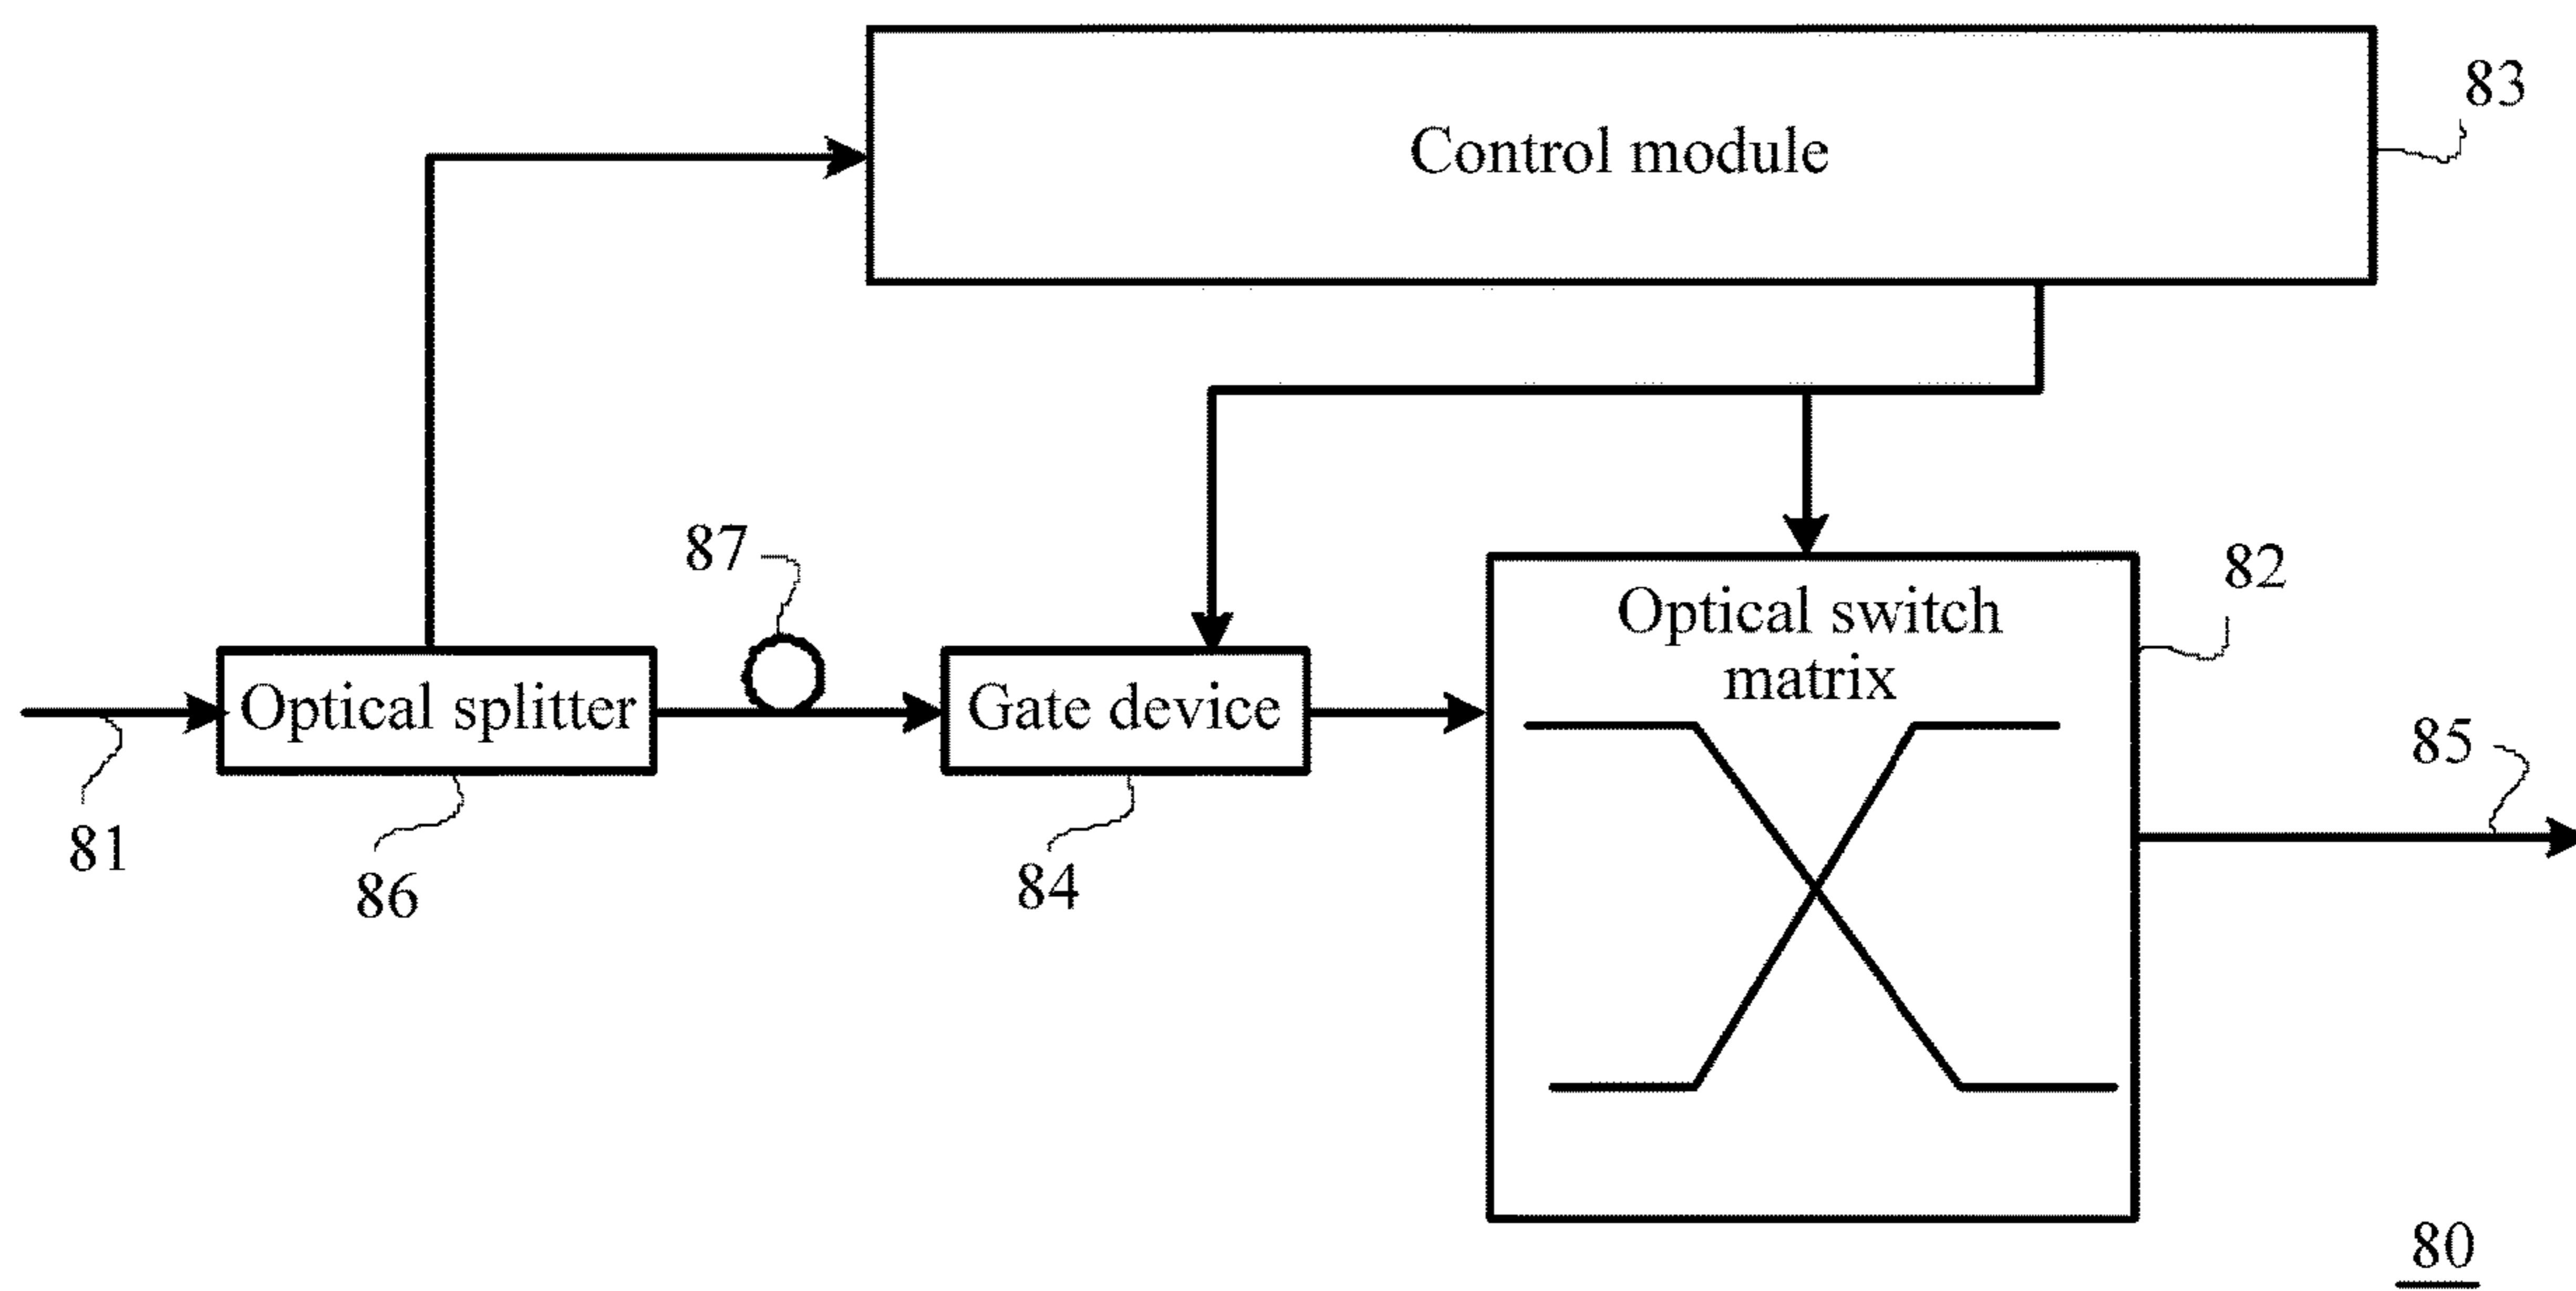 Control module
83
87
82
Optical switch
matrix
Optical splitter
Gate device
85
81
86
84
80